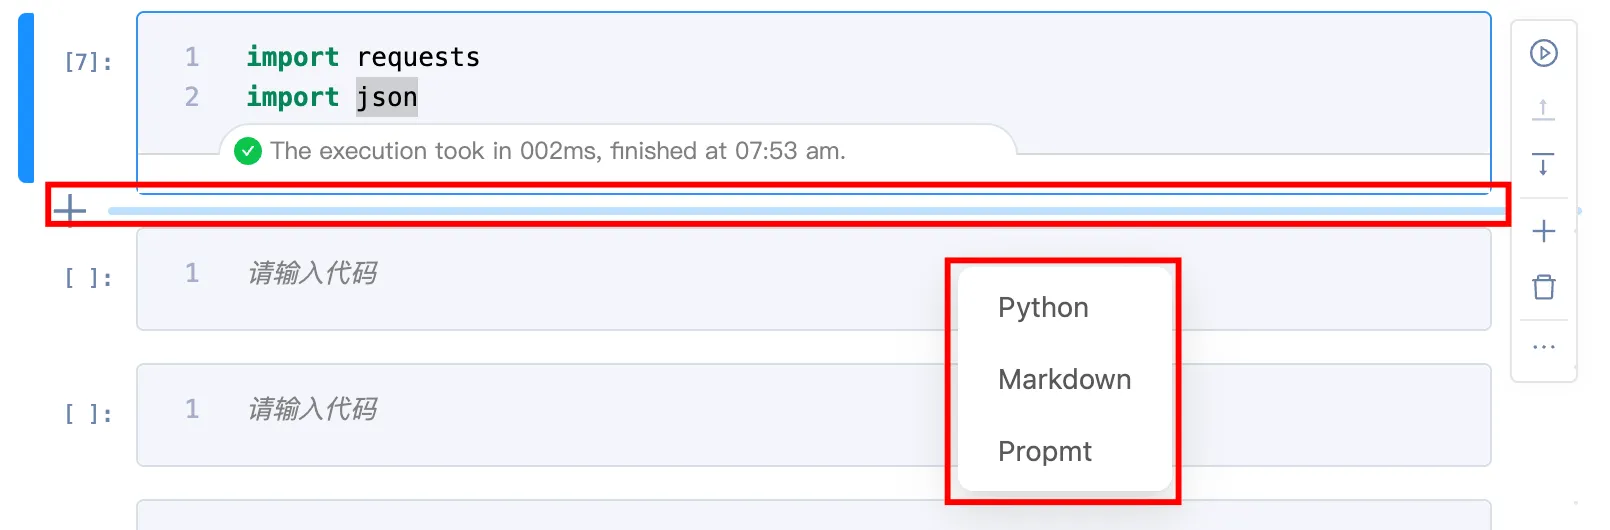 [7]:
1 import requests
2 import json
The execution took in 002ms, finished at 07:53 am.
[ ]:
1 请输入代码
Python
Markdown
[ ]:
1 请输入代码
Propmt